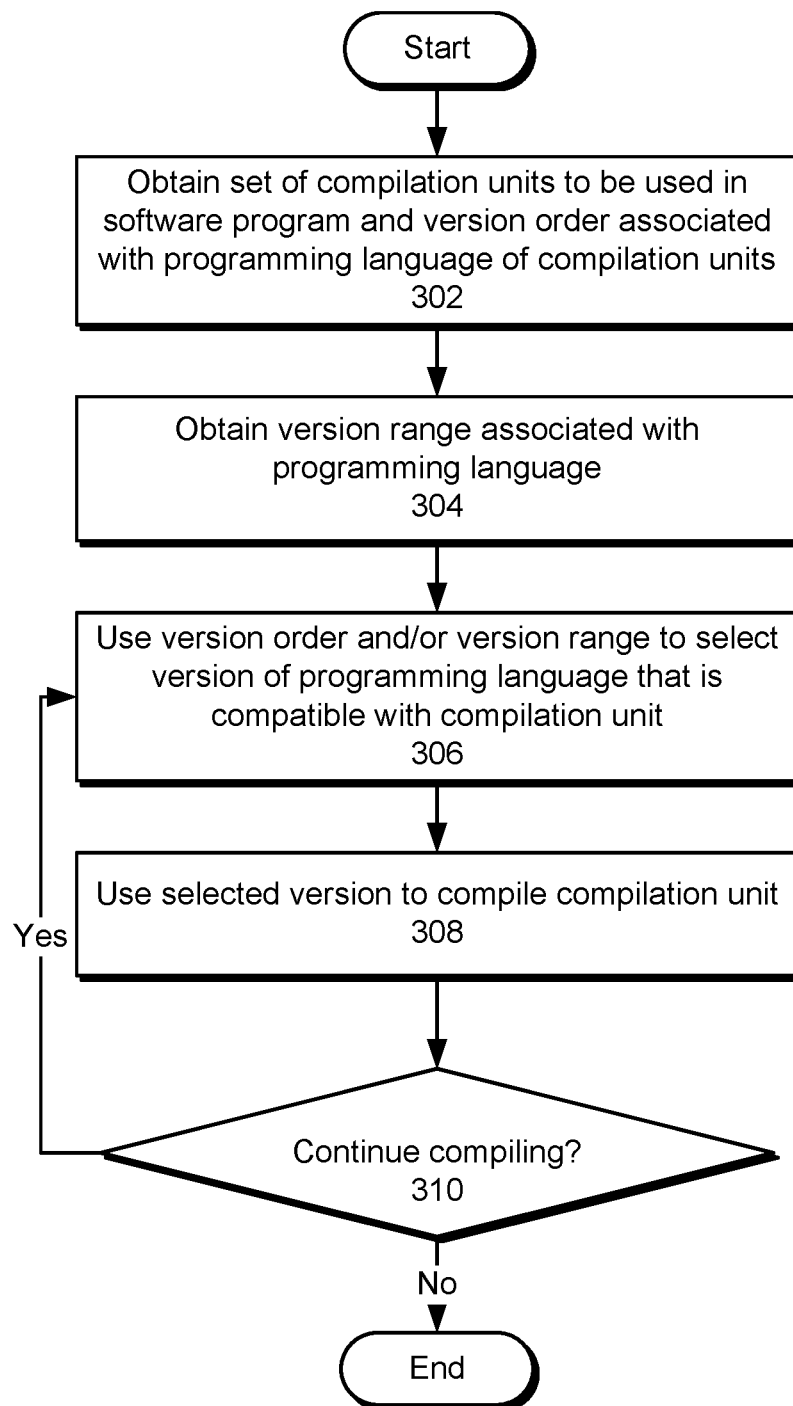 Start
Obtain set of compilation units to be used in
software program and version order associated
with programming language of compilation units
302
Obtain version range associated with
programming language
304
Use version order and/or version range to select
version of programming language that is
compatible with compilation unit
306
Use selected version to compile compilation unit
308
Yes
Continue compiling?
310
No
End